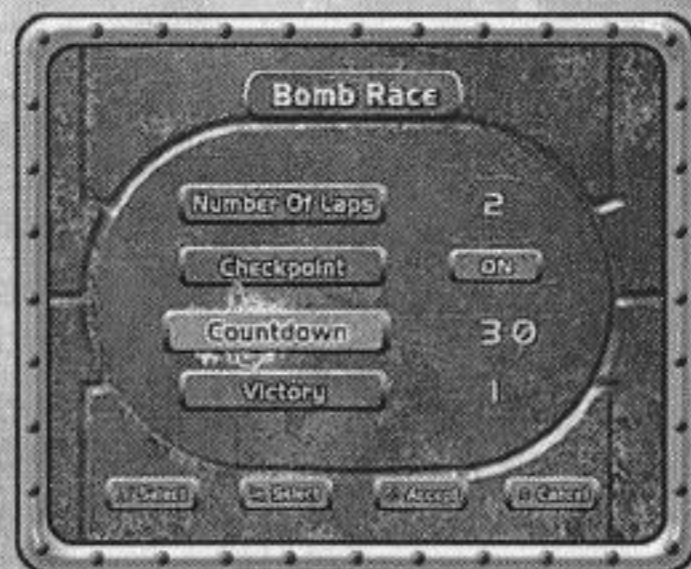 Bomb Race
Number Of Laps 2
Checkpoint ON
Countdown 30
Victory 1
Select Select Accept Cancel